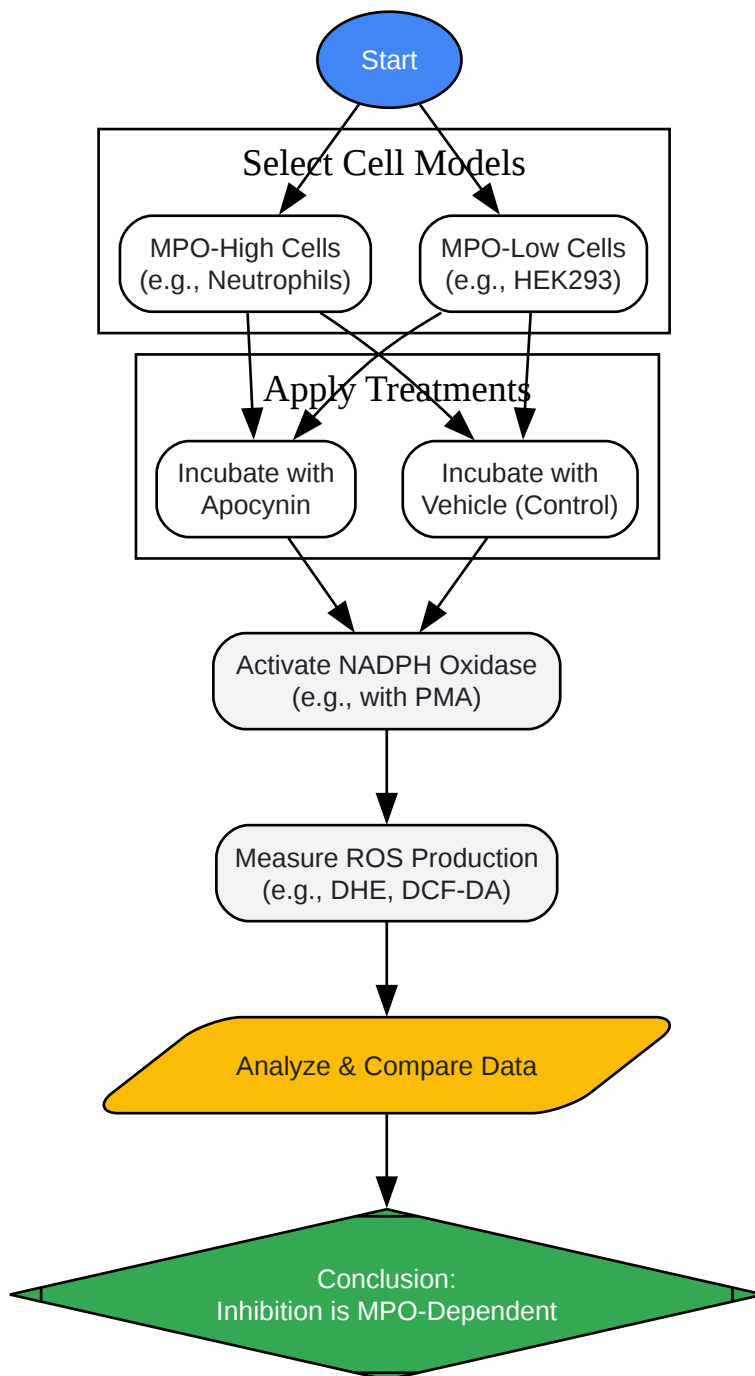 Start
Select Cell Models
MPO-High Cells
(e.g., Neutrophils)
MPO-Low Cells
(e.g., HEK293)
Apply Treatments
Incubate with
Apocynin
Incubate with
Vehicle (Control)
Activate NADPH Oxidase
(e.g., with PMA)
Measure ROS Production
(e.g., DHE, DCF-DA)
Analyze & Compare Data
Conclusion:
Inhibition is MPO-Dependent